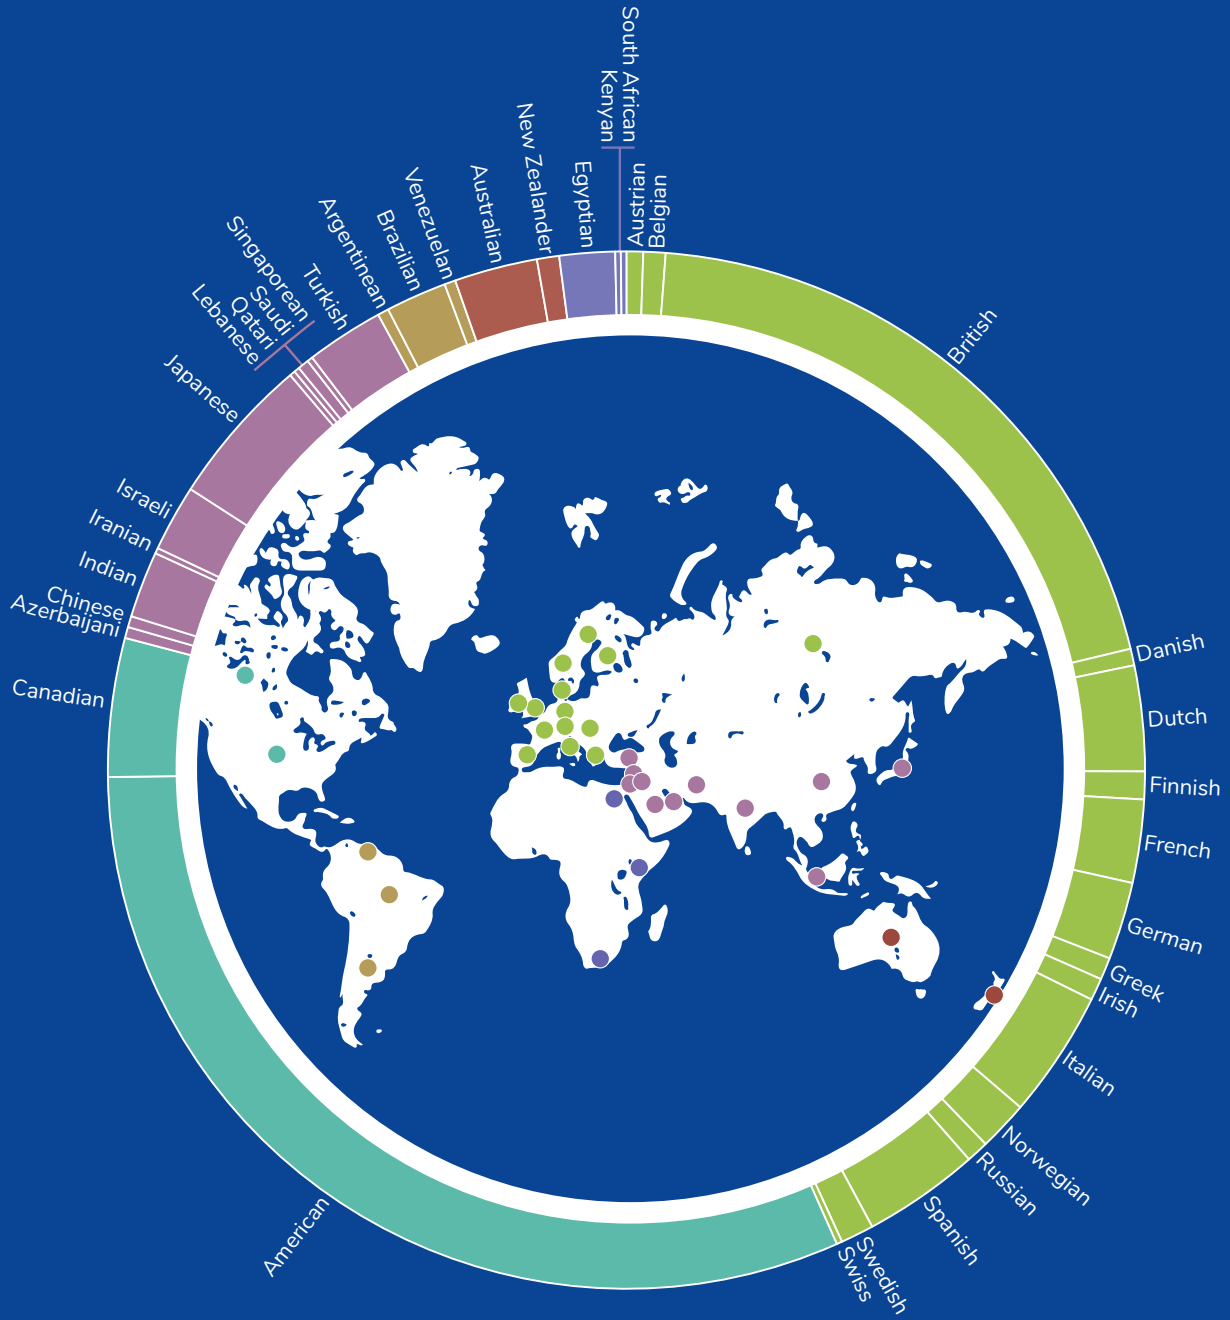 South African
Kenyan
Austrian
Belgian
British
Danish
Dutch
Finnish
French
German
Greek
Irish
Italian
Norwegian
Russian
Spanish
Swedish
Swiss
American
Canadian
Azerbaijani
Chinese
Indian
Iranian
Israeli
Japanese
Lebanese
Qatari
Saudi
Singaporean
Turkish
Argentinean
Brazilian
Venezuelan
Australian
New Zealander
Egyptian